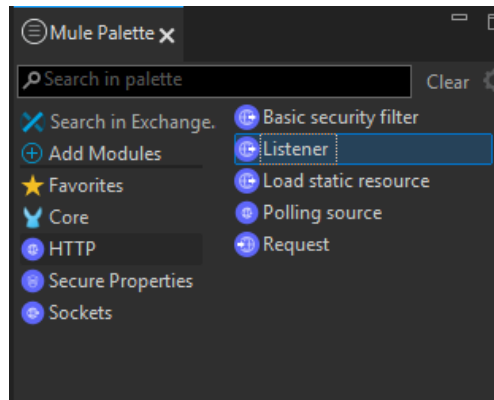 Mule Palette
Search in palette
Clear
Search in Exchange.
Add Modules
Favorites
Core
HTTP
Secure Properties
Sockets
Basic security filter
Listener
Load static resource
Polling source
Request